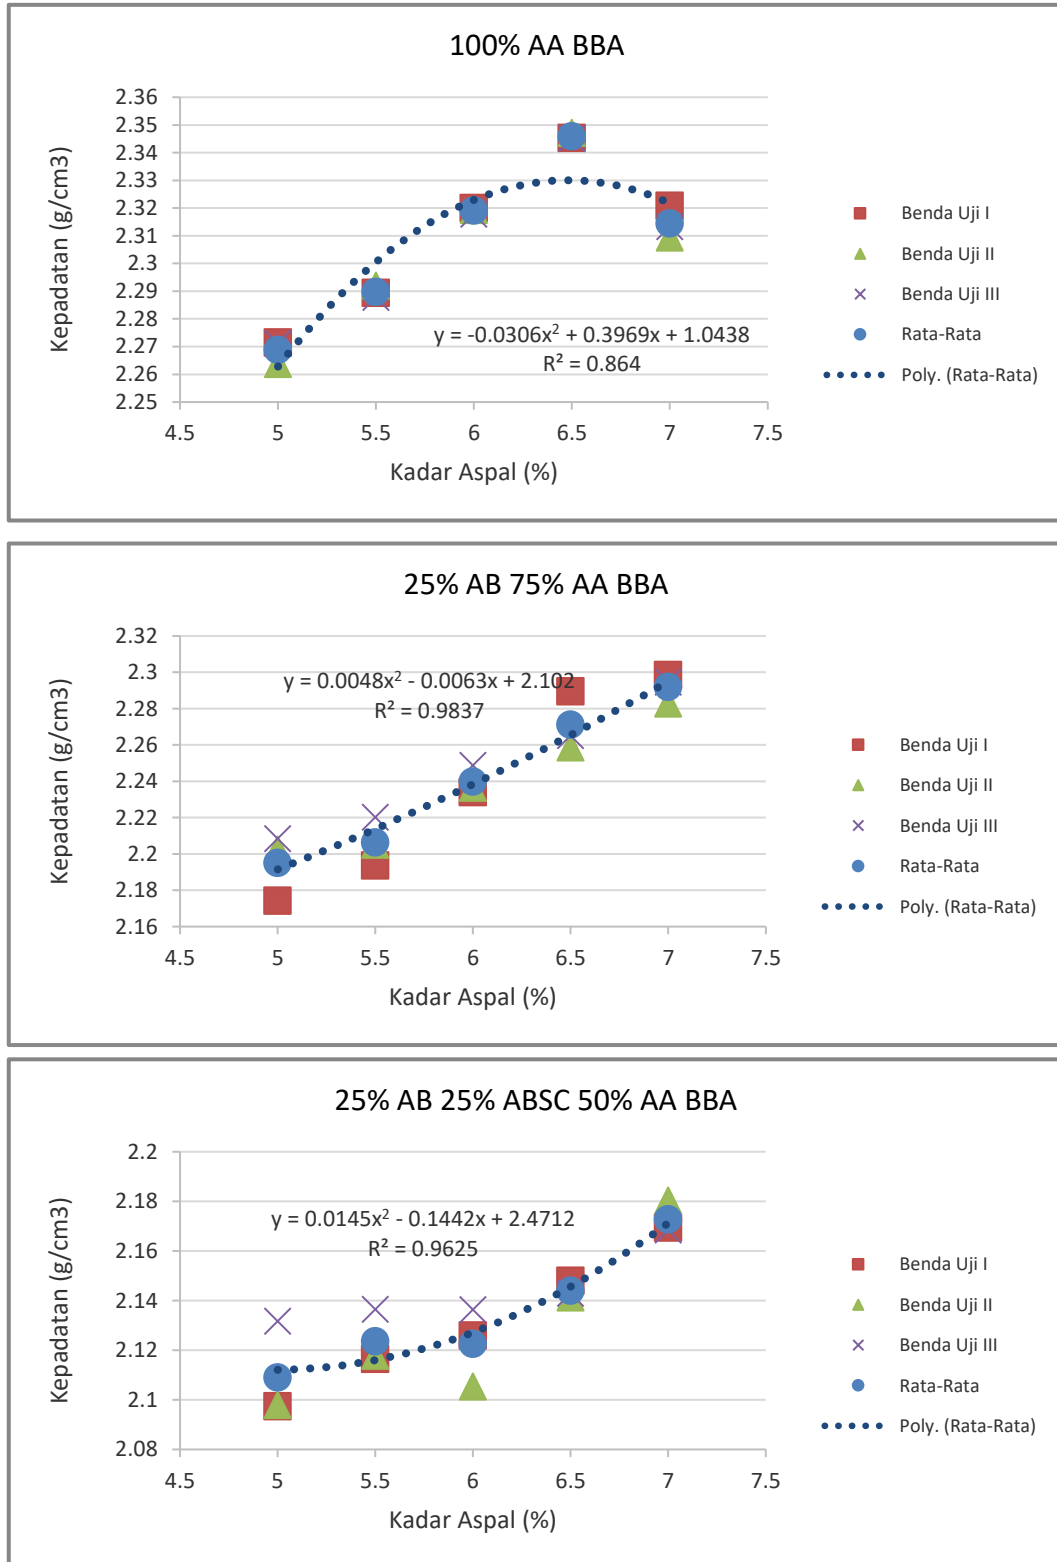 100% AA BBA
Kepadatan (g/cm3)
2.36
2.35
2.34
2.33
2.32
2.31
2.3
2.29
2.28
2.27
2.26
2.25
y = -0.0306x² + 0.3969x + 1.0438
R² = 0.864
4.5 5 5.5 6 6.5 7 7.5
Kadar Aspal (%)
Benda Uji I
Benda Uji II
Benda Uji III
Rata-Rata
Poly. (Rata-Rata)
25% AB 75% AA BBA
Kepadatan (g/cm3)
2.32
2.3
2.28
2.26
2.24
2.22
2.2
2.18
2.16
y = 0.0048x² - 0.0063x + 2.102
R² = 0.9837
4.5 5 5.5 6 6.5 7 7.5
Kadar Aspal (%)
Benda Uji I
Benda Uji II
Benda Uji III
Rata-Rata
Poly. (Rata-Rata)
25% AB 25% ABSC 50% AA BBA
Kepadatan (g/cm3)
2.2
2.18
2.16
2.14
2.12
2.1
2.08
y = 0.0145x² - 0.1442x + 2.4712
R² = 0.9625
4.5 5 5.5 6 6.5 7 7.5
Kadar Aspal (%)
Benda Uji I
Benda Uji II
Benda Uji III
Rata-Rata
Poly. (Rata-Rata)